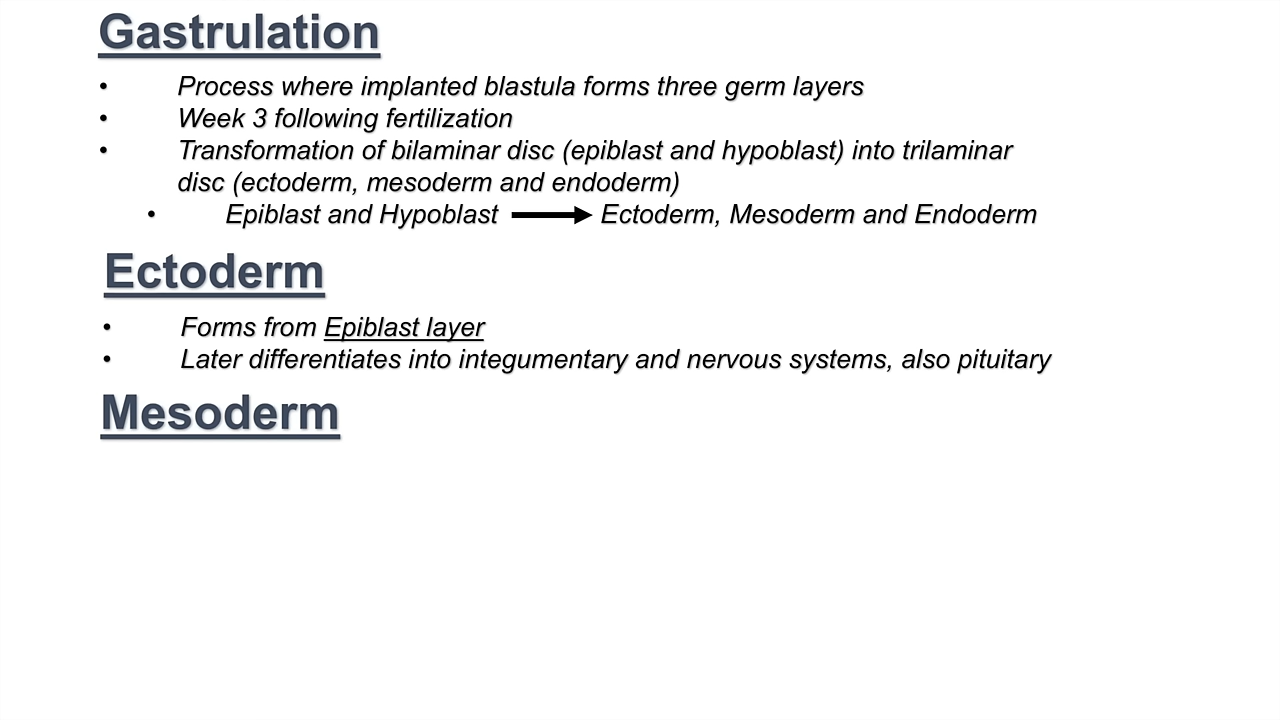 Gastrulation
• Process where implanted blastula forms three germ layers
• Week 3 following fertilization
• Transformation of bilaminar disc (epiblast and hypoblast) into trilaminar
disc (ectoderm, mesoderm and endoderm)
• Epiblast and Hypoblast Ectoderm, Mesoderm and Endoderm
Ectoderm
• Forms from Epiblast layer
• Later differentiates into integumentary and nervous systems, also pituitary
Mesoderm